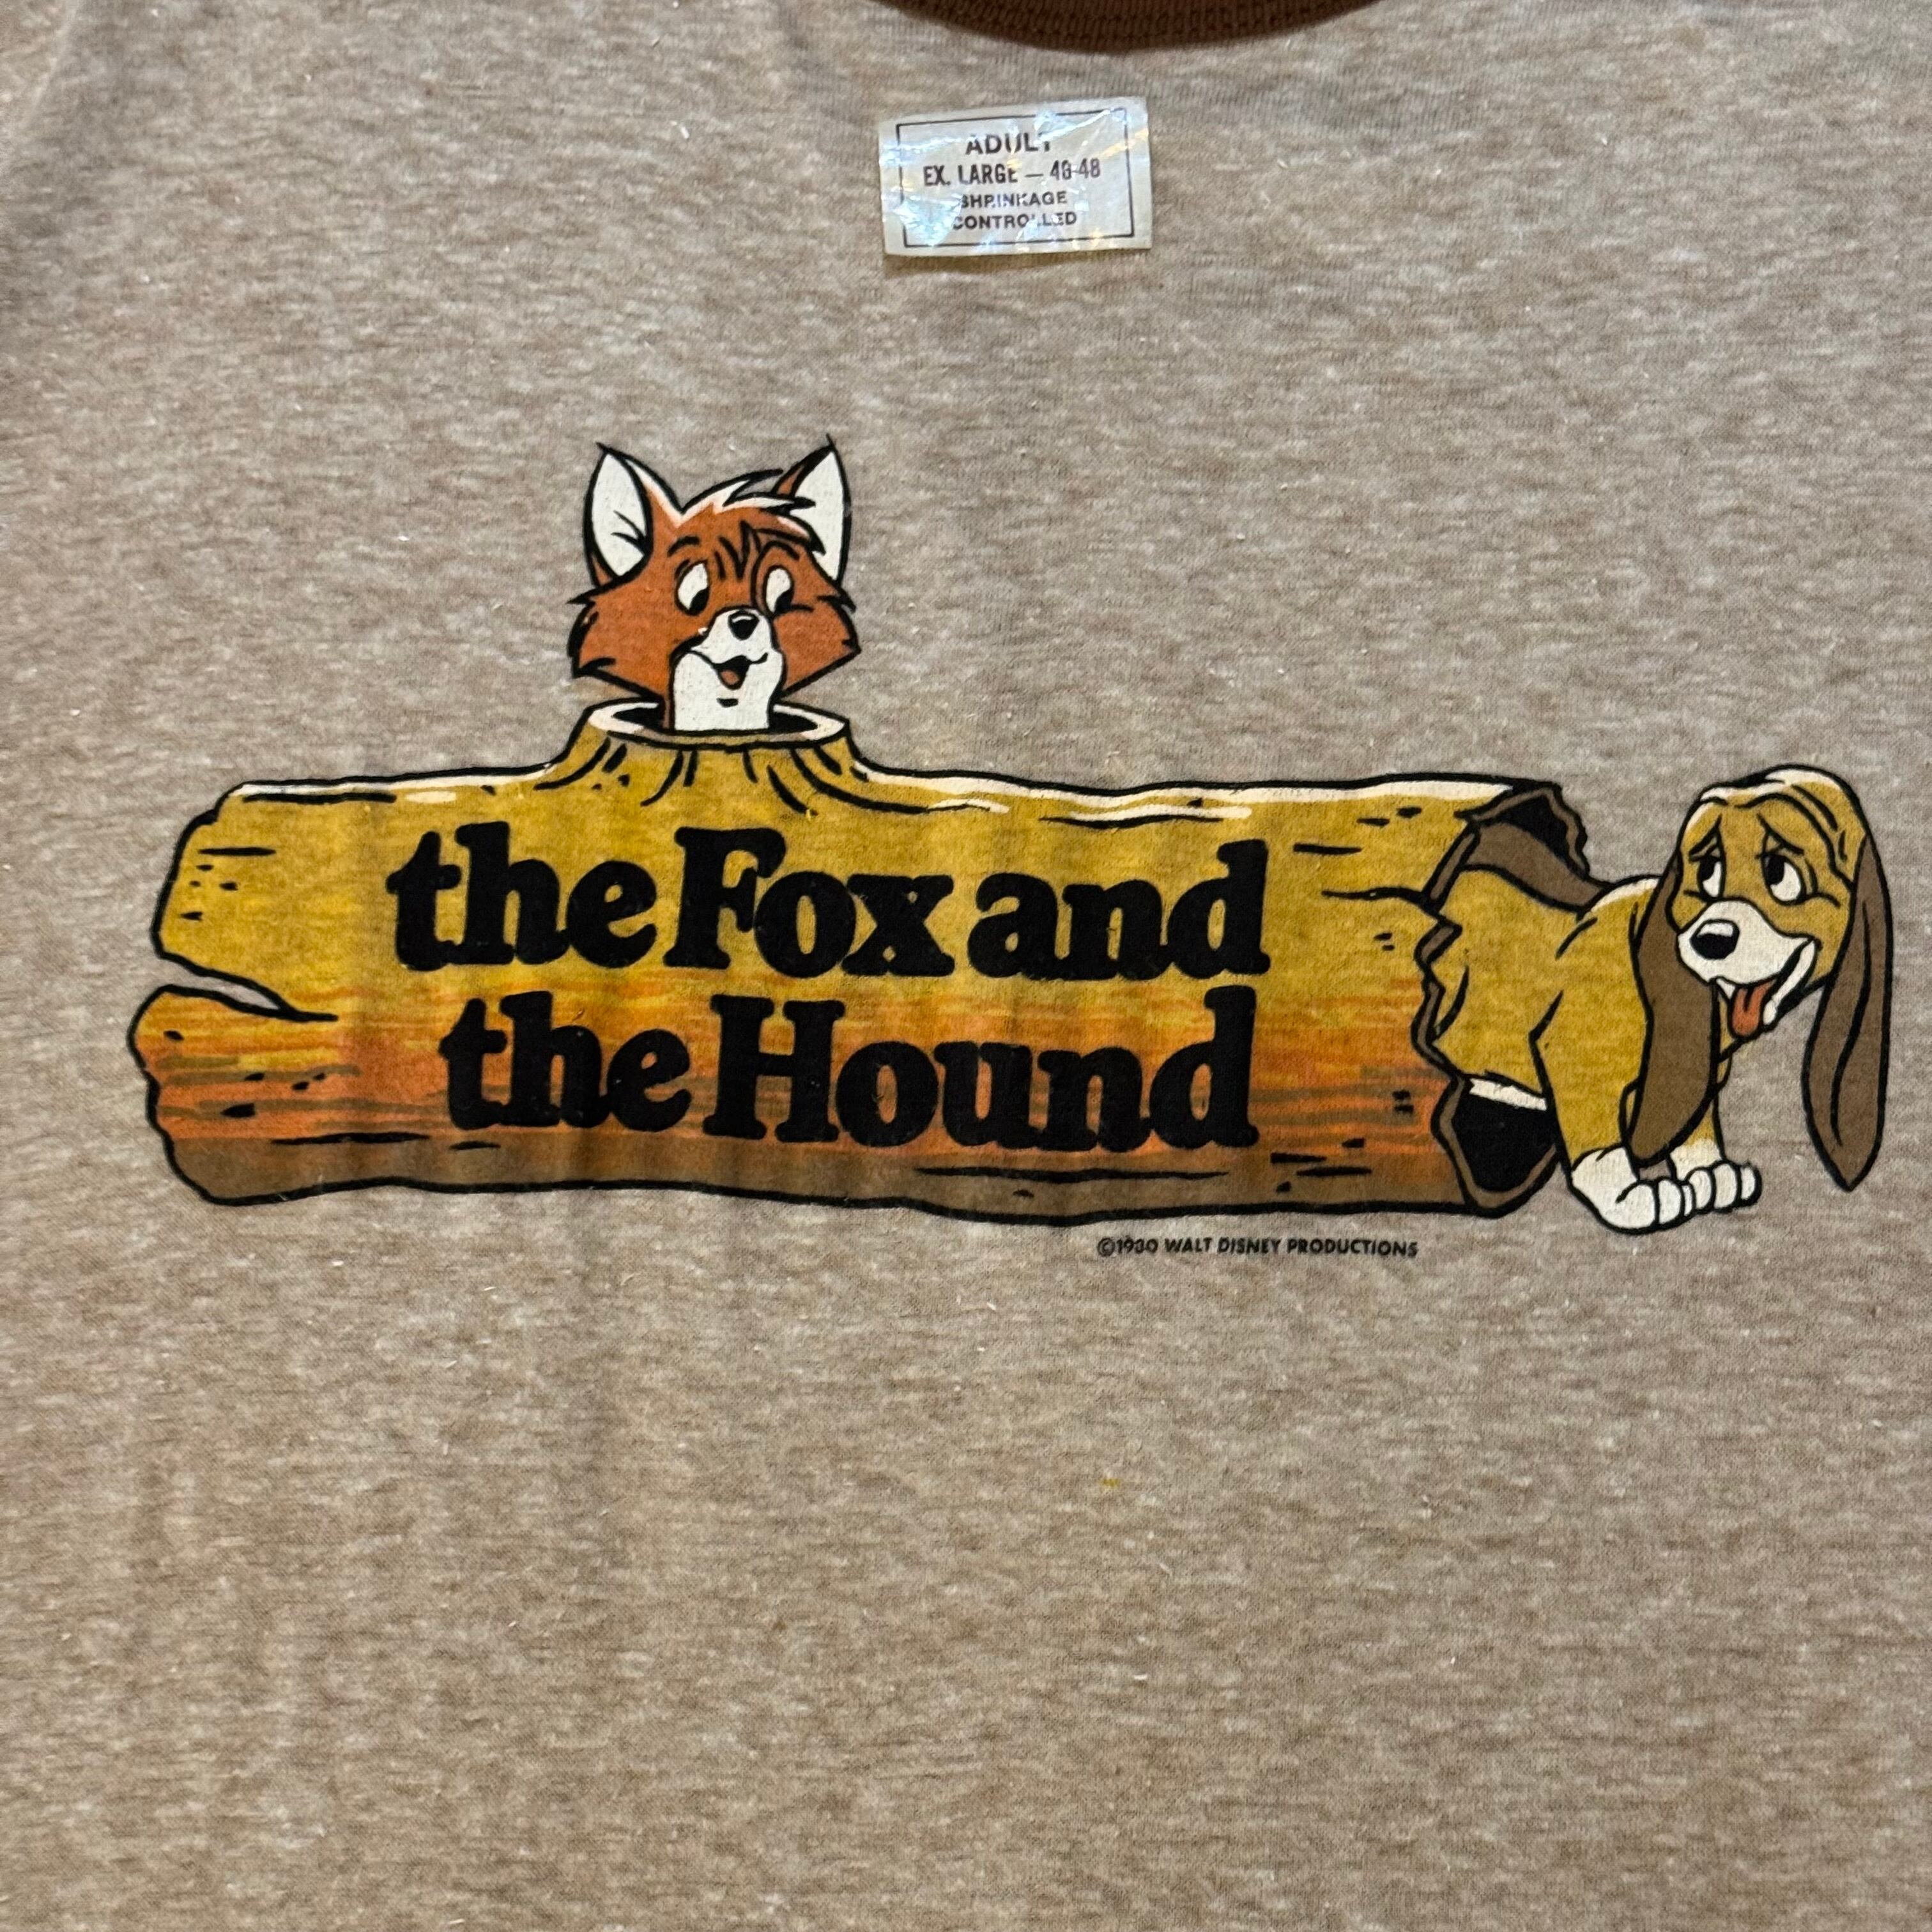 ADULT
EX. LARGE — 46-48
SHRINKAGE
CONTROLLED
the Fox and
the Hound
©1980 WALT DISNEY PRODUCTIONS